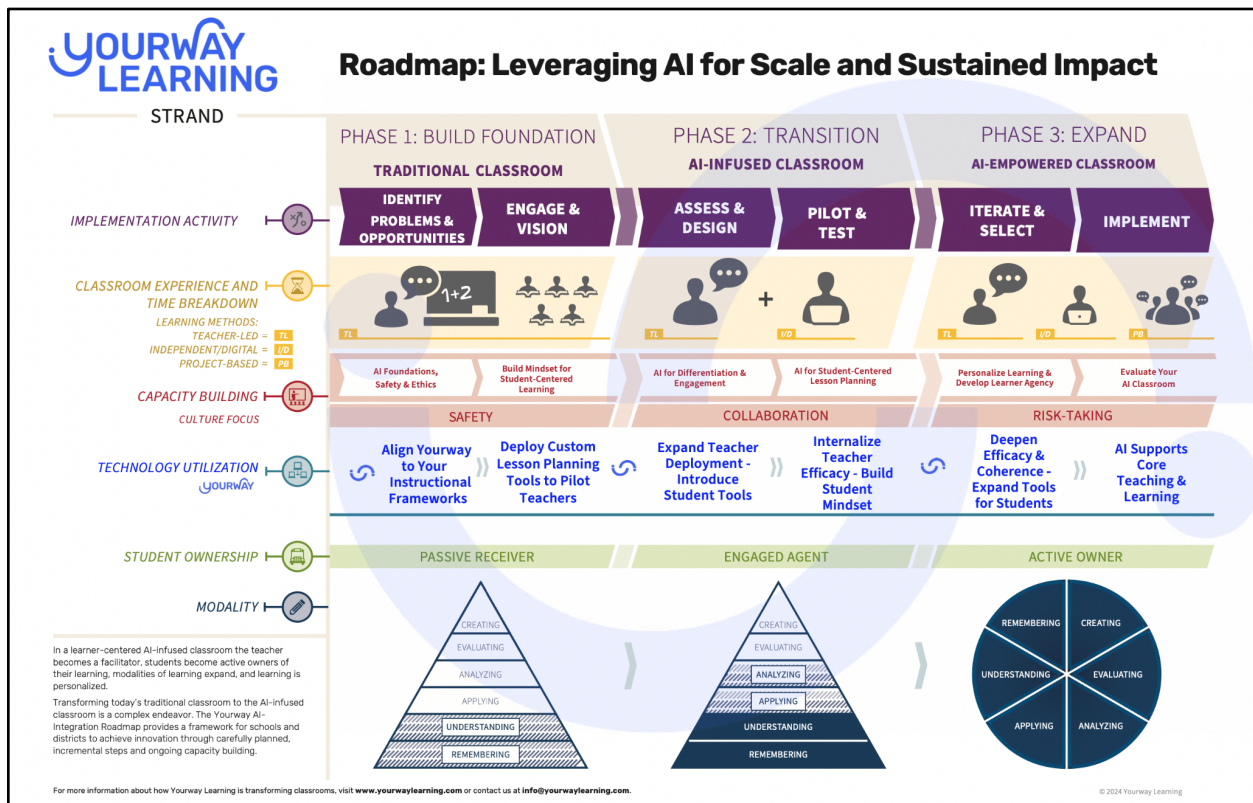 YOURWAY
LEARNING
Roadmap: Leveraging AI for Scale and Sustained Impact
STRAND
PHASE 1: BUILD FOUNDATION
TRADITIONAL CLASSROOM
PHASE 2: TRANSITION
AI-INFUSED CLASSROOM
PHASE 3: EXPAND
AI-EMPOWERED CLASSROOM
IMPLEMENTATION ACTIVITY
IDENTIFY
PROBLEMS &
OPPORTUNITIES
ENGAGE &
VISION
ASSESS &
DESIGN
PILOT &
TEST
ITERATE &
SELECT
IMPLEMENT
CLASSROOM EXPERIENCE AND
TIME BREAKDOWN
LEARNING METHODS:
TEACHER-LED = TL
INDEPENDENT/DIGITAL = I/D
PROJECT-BASED = PB
1+2
TL
+
TL
I/D
TL
I/D
PB
CAPACITY BUILDING
AI Foundations,
Safety & Ethics
Build Mindset for
Student-Centered
Learning
AI for Differentiation &
Engagement
AI for Student-Centered
Lesson Planning
Personalize Learning &
Develop Learner Agency
Evaluate Your
AI Classroom
CULTURE FOCUS
SAFETY
COLLABORATION
RISK-TAKING
TECHNOLOGY UTILIZATION
YOURWAY
Align Yourway
to Your
Instructional
Frameworks
Deploy Custom
Lesson Planning
Tools to Pilot
Teachers
Expand Teacher
Deployment -
Introduce
Student Tools
Internalize
Teacher
Efficacy - Build
Student
Mindset
Deepen
Efficacy &
Coherence -
Expand Tools
for Students
AI Supports
Core
Teaching &
Learning
STUDENT OWNERSHIP
PASSIVE RECEIVER
ENGAGED AGENT
ACTIVE OWNER
MODALITY
CREATING
EVALUATING
ANALYZING
APPLYING
UNDERSTANDING
REMEMBERING
CREATING
EVALUATING
ANALYZING
APPLYING
UNDERSTANDING
REMEMBERING
REMEMBERING
CREATING
UNDERSTANDING
EVALUATING
APPLYING
ANALYZING
In a learner-centered AI-infused classroom the teacher
becomes a facilitator, students become active owners of
their learning, modalities of learning expand, and learning is
personalized.
Transforming today's traditional classroom to the AI-infused
classroom is a complex endeavor. The Yourway AI-
Integration Roadmap provides a framework for schools and
districts to achieve innovation through carefully planned,
incremental steps and ongoing capacity building.
For more information about how Yourway Learning is transforming classrooms, visit www.yourwaylearning.com or contact us at info@yourwaylearning.com.
© 2024 Yourway Learning